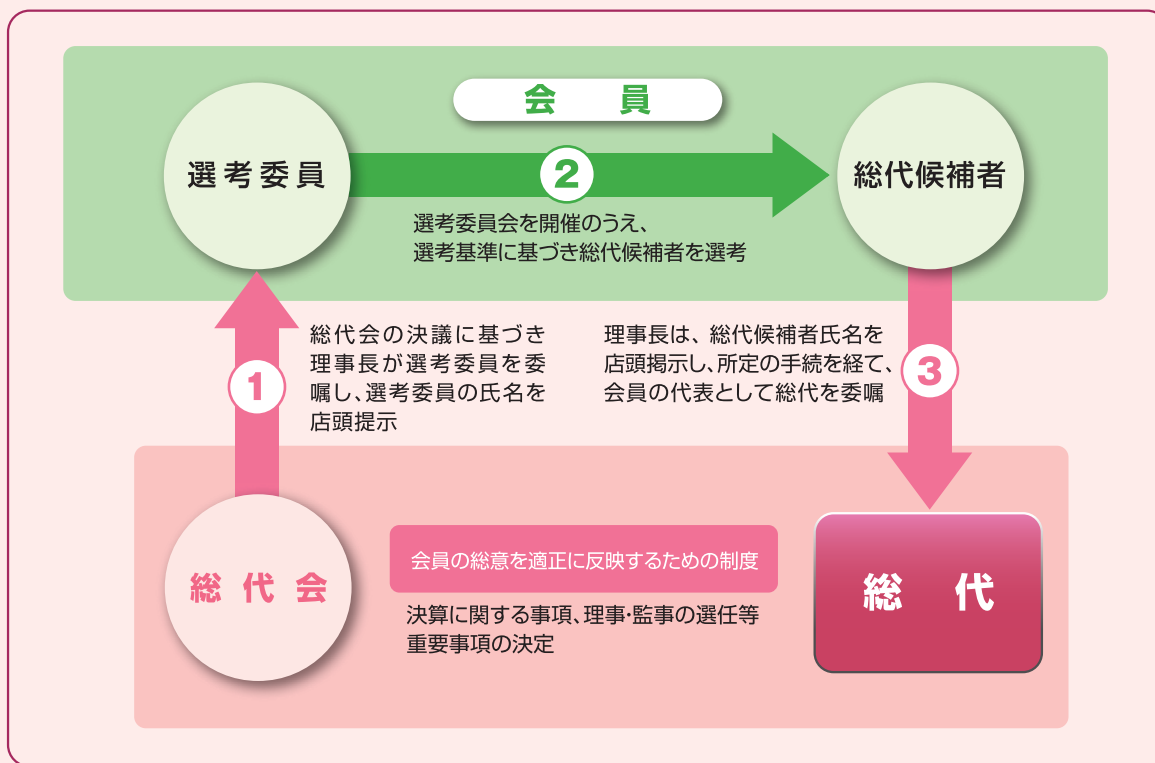 会　員
選考委員
2
総代候補者
選考委員会を開催のうえ、
選考基準に基づき総代候補者を選考
1
総代会の決議に基づき
理事長が選考委員を委
嘱し、選考委員の氏名を
店頭提示
理事長は、総代候補者氏名を
店頭掲示し、所定の手続を経て、
会員の代表として総代を委嘱
3
総代会
会員の総意を適正に反映するための制度
決算に関する事項、理事・監事の選任等
重要事項の決定
総　代